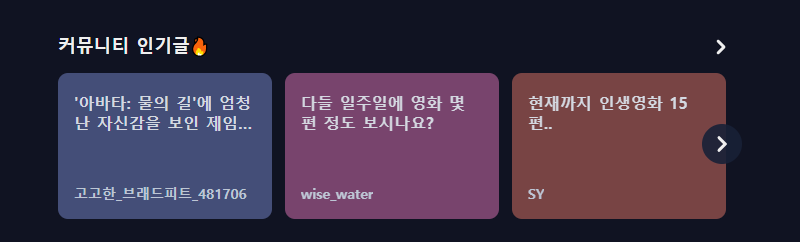 커뮤니티 인기글🔥
'아바타: 물의 길'에 엄청
난 자신감을 보인 제임...
고고한_브래드피트_481706
다들 일주일에 영화 몇
편 정도 보시나요?
wise_water
현재까지 인생영화 15
편..
SY